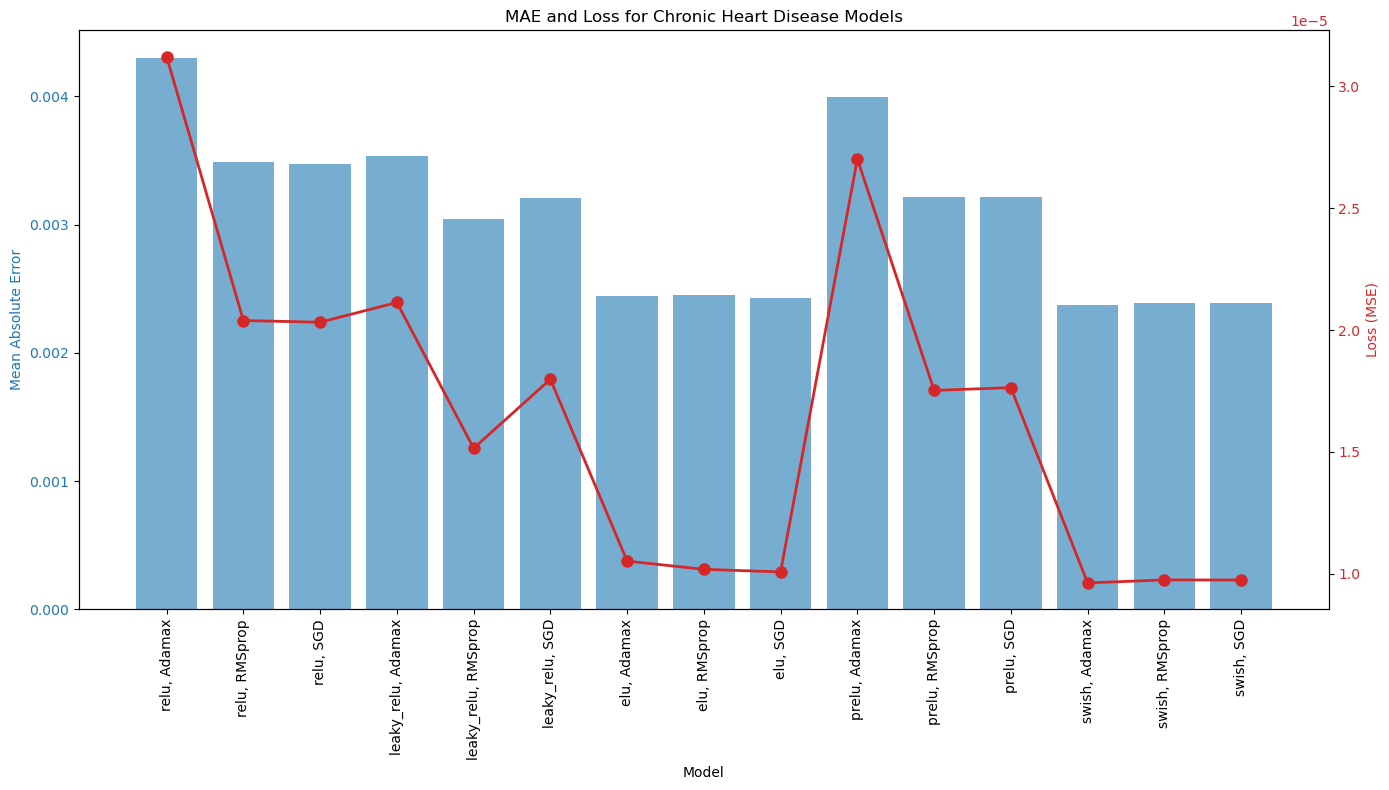 MAE and Loss for Chronic Heart Disease Models
1e−5
Mean Absolute Error
0.004
0.003
0.002
0.001
0.000
3.0
2.5
2.0
1.5
1.0
Loss (MSE)
relu, Adamax
relu, RMSprop
relu, SGD
leaky_relu, Adamax
leaky_relu, RMSprop
leaky_relu, SGD
elu, Adamax
elu, RMSprop
elu, SGD
prelu, Adamax
prelu, RMSprop
prelu, SGD
swish, Adamax
swish, RMSprop
swish, SGD
Model